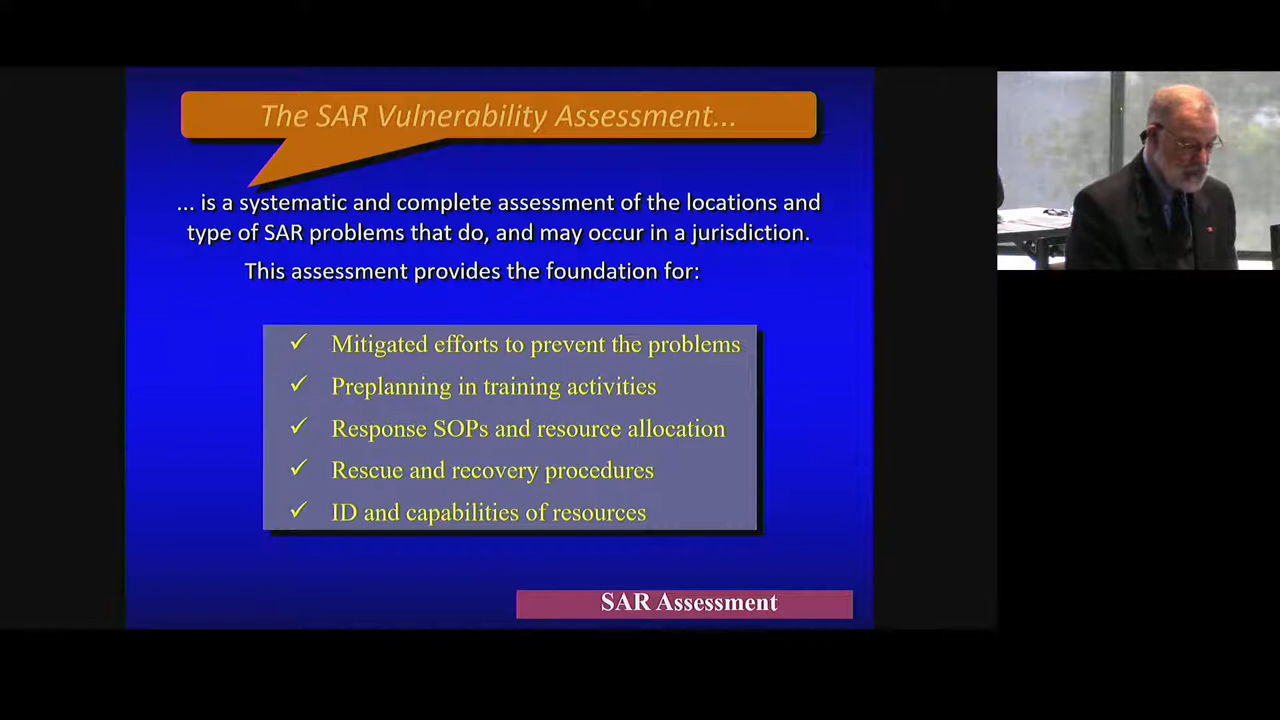 The SAR Vulnerability Assessment...
... is a systematic and complete assessment of the locations and
type of SAR problems that do, and may occur in a jurisdiction.
This assessment provides the foundation for:
✓ Mitigated efforts to prevent the problems
✓ Preplanning in training activities
✓ Response SOPs and resource allocation
✓ Rescue and recovery procedures
✓ ID and capabilities of resources
SAR Assessment